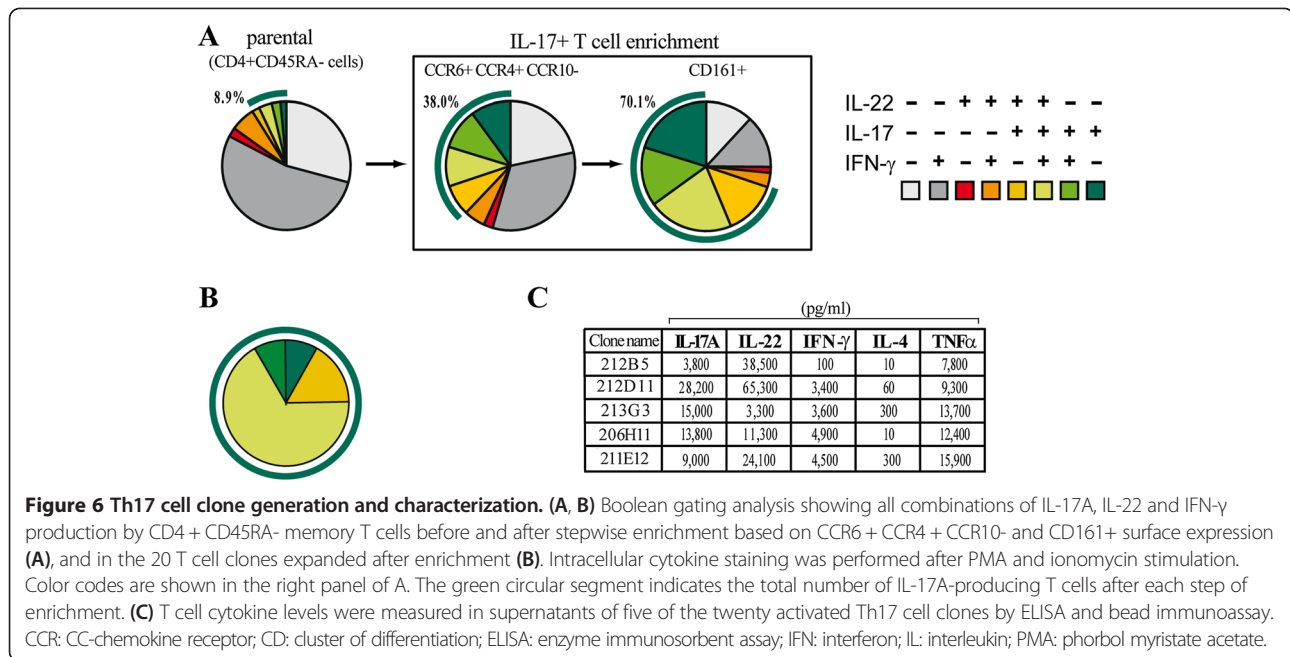 A
parental
(CD4+CD45RA- cells)
8.9%
IL-17+ T cell enrichment
CCR6+ CCR4+ CCR10-
38.0%
CD161+
70.1%
IL-22 – – + + + + – –
IL-17 – – – – + + + +
IFN-γ – + – + – + + –
B
C
(pg/ml)
Clone name IL-17A IL-22 IFN-γ IL-4 TNFα
212B5 3,800 38,500 100 10 7,800
212D11 28,200 65,300 3,400 60 9,300
213G3 15,000 3,300 3,600 300 13,700
206H11 13,800 11,300 4,900 10 12,400
211E12 9,000 24,100 4,500 300 15,900
Figure 6 Th17 cell clone generation and characterization. (A, B) Boolean gating analysis showing all combinations of IL-17A, IL-22 and IFN-γ
production by CD4 + CD45RA- memory T cells before and after stepwise enrichment based on CCR6 + CCR4 + CCR10- and CD161+ surface expression
(A), and in the 20 T cell clones expanded after enrichment (B). Intracellular cytokine staining was performed after PMA and ionomycin stimulation.
Color codes are shown in the right panel of A. The green circular segment indicates the total number of IL-17A-producing T cells after each step of
enrichment. (C) T cell cytokine levels were measured in supernatants of five of the twenty activated Th17 cell clones by ELISA and bead immunoassay.
CCR: CC-chemokine receptor; CD: cluster of differentiation; ELISA: enzyme immunosorbent assay; IFN: interferon; IL: interleukin; PMA: phorbol myristate acetate.